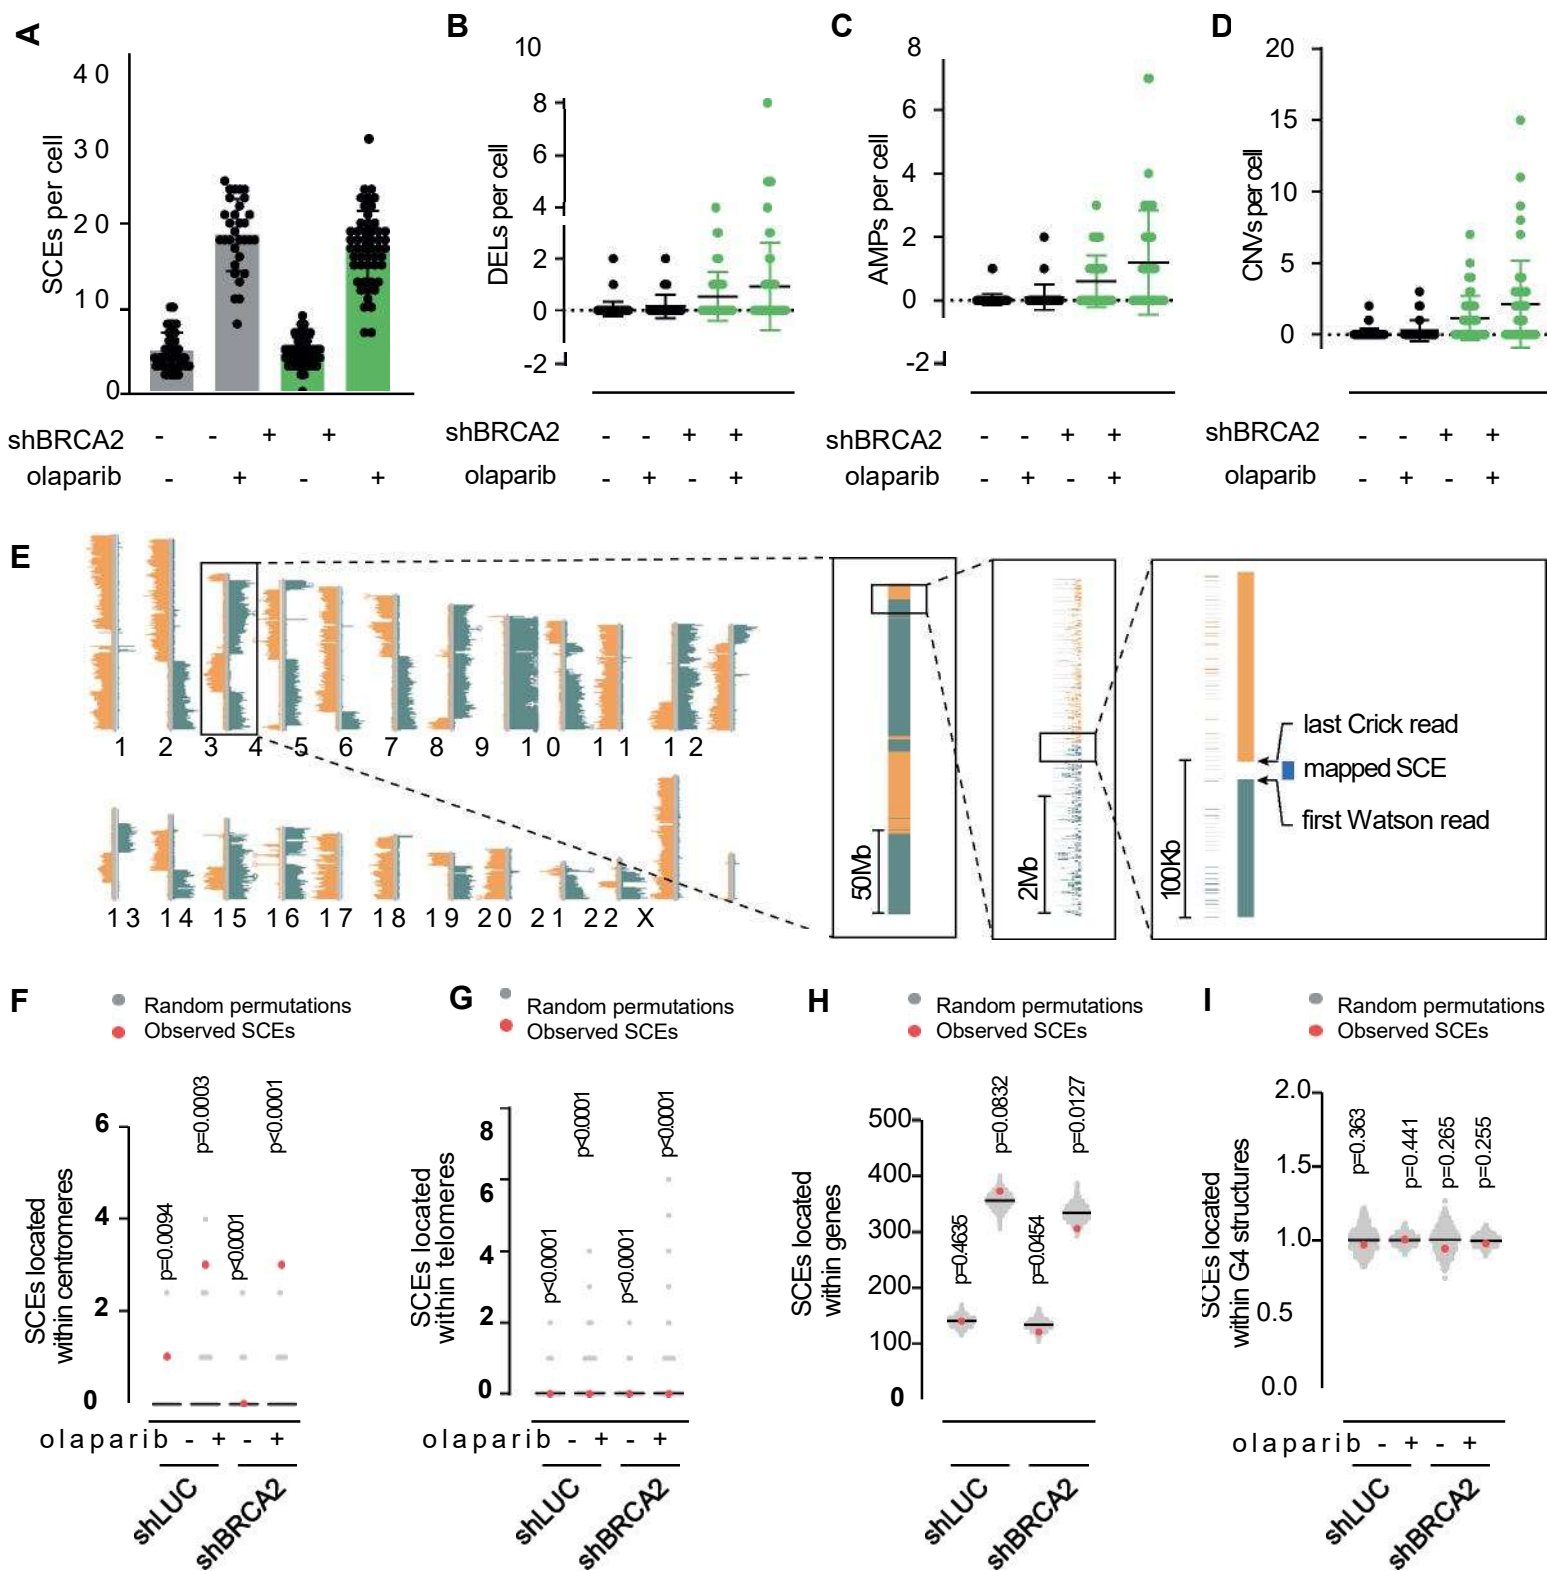 A
B
C
D
SCEs per cell
4 0
3 0
2 0
1 0
0
DELs per cell
10
8
6
4
2
0
-2
AMPs per cell
8
6
4
2
0
-2
CNVs per cell
20
15
10
5
0
shBRCA2 - - + +
olaparib - + - +
shBRCA2 - - + +
olaparib - + - +
shBRCA2 - - + +
olaparib - + - +
shBRCA2 - - + +
olaparib - + - +
E
1 2 3 4 5 6 7 8 9 1 0 1 1 1 2
1 3 1 4 1 5 1 6 1 7 1 8 1 9 2 0 2 1 2 2 X
50Mb
2Mb
100Kb
last Crick read
mapped SCE
first Watson read
F
Random permutations
Observed SCEs
SCEs located
within centromeres
6
4
2
0
p=0.0094
p=0.0003
p<0.0001
p<0.0001
olaparib - + - +
shLUC
shBRCA2
G
Random permutations
Observed SCEs
SCEs located
within telomeres
8
6
4
2
0
p<0.0001
p<0.0001
p<0.0001
p<0.0001
olaparib - + - +
shLUC
shBRCA2
H
Random permutations
Observed SCEs
SCEs located
within genes
500
400
300
200
100
0
p=0.4635
p=0.0832
p=0.0454
p=0.0127
shLUC
shBRCA2
I
Random permutations
Observed SCEs
SCEs located
within G4 structures
2.0
1.5
1.0
0.5
0.0
p=0.363
p=0.441
p=0.265
p=0.255
olaparib - + - +
shLUC
shBRCA2